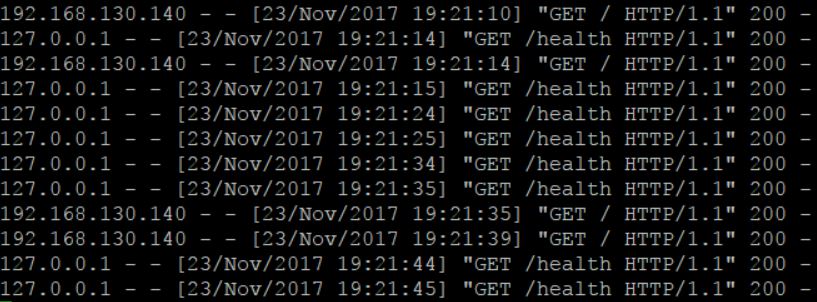 192.168.130.140 - - [23/Nov/2017 19:21:10] "GET / HTTP/1.1" 200 -
127.0.0.1 - - [23/Nov/2017 19:21:14] "GET /health HTTP/1.1" 200 -
192.168.130.140 - - [23/Nov/2017 19:21:14] "GET / HTTP/1.1" 200 -
127.0.0.1 - - [23/Nov/2017 19:21:15] "GET /health HTTP/1.1" 200 -
127.0.0.1 - - [23/Nov/2017 19:21:24] "GET /health HTTP/1.1" 200 -
127.0.0.1 - - [23/Nov/2017 19:21:25] "GET /health HTTP/1.1" 200 -
127.0.0.1 - - [23/Nov/2017 19:21:34] "GET /health HTTP/1.1" 200 -
127.0.0.1 - - [23/Nov/2017 19:21:35] "GET /health HTTP/1.1" 200 -
192.168.130.140 - - [23/Nov/2017 19:21:35] "GET / HTTP/1.1" 200 -
192.168.130.140 - - [23/Nov/2017 19:21:39] "GET / HTTP/1.1" 200 -
127.0.0.1 - - [23/Nov/2017 19:21:44] "GET /health HTTP/1.1" 200 -
127.0.0.1 - - [23/Nov/2017 19:21:45] "GET /health HTTP/1.1" 200 -